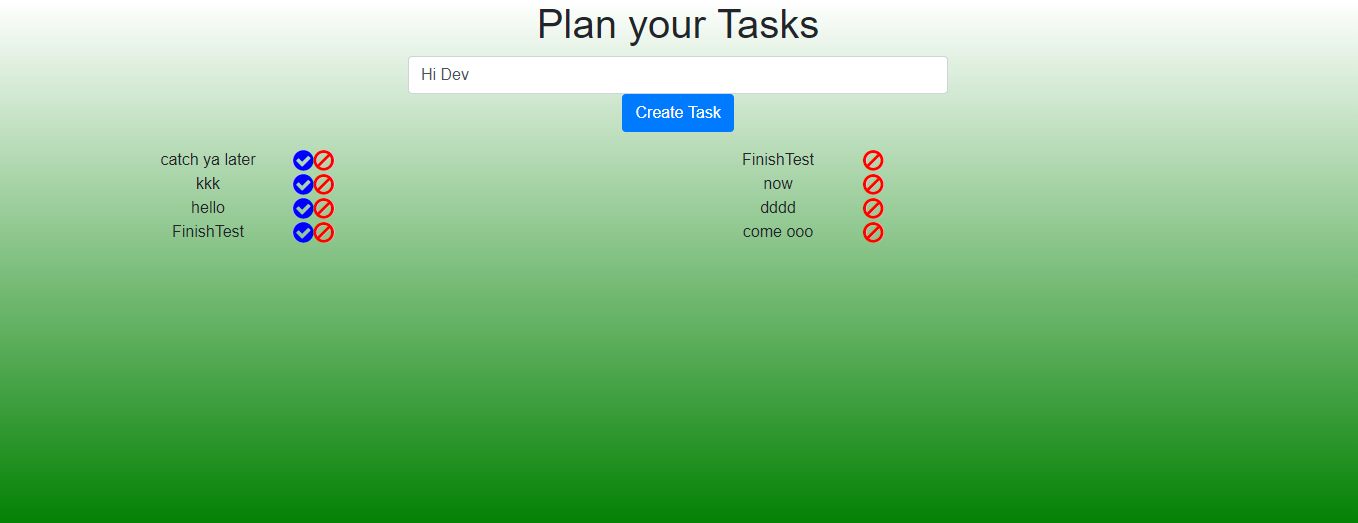 Plan your Tasks
Hi Dev
Create Task
catch ya later
kkk
hello
FinishTest
FinishTest
now
dddd
come ooo